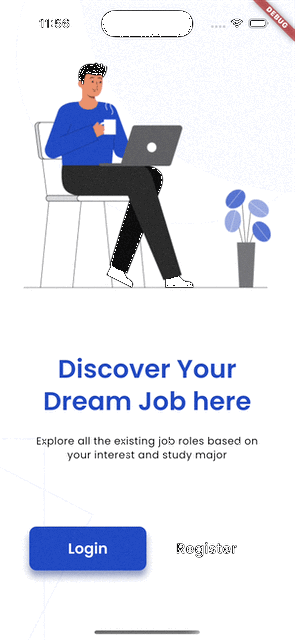 11:56
DEBUG
Discover Your
Dream Job here
Explore all the existing job roles based on
your interest and study major
Login
Register